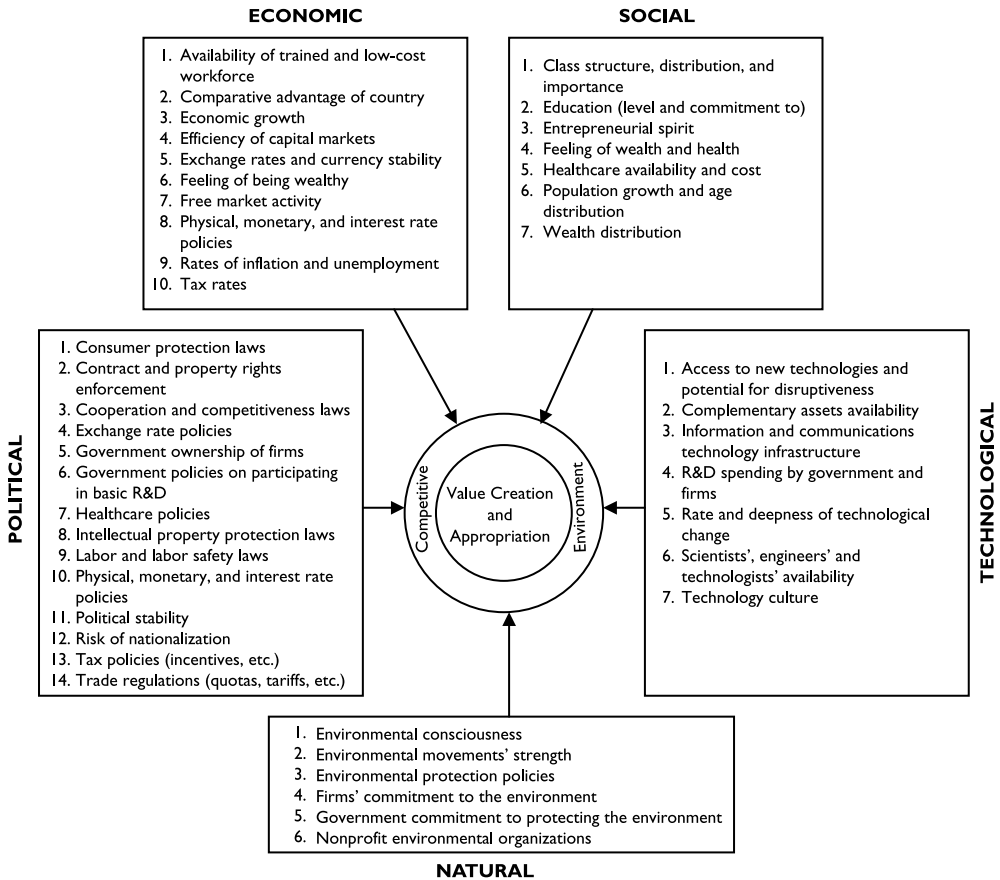 ECONOMIC
1. Availability of trained and low-cost
workforce
2. Comparative advantage of country
3. Economic growth
4. Efficiency of capital markets
5. Exchange rates and currency stability
6. Feeling of being wealthy
7. Free market activity
8. Physical, monetary, and interest rate
policies
9. Rates of inflation and unemployment
10. Tax rates
SOCIAL
1. Class structure, distribution, and
importance
2. Education (level and commitment to)
3. Entrepreneurial spirit
4. Feeling of wealth and health
5. Healthcare availability and cost
6. Population growth and age
distribution
7. Wealth distribution
POLITICAL
1. Consumer protection laws
2. Contract and property rights
enforcement
3. Cooperation and competitiveness laws
4. Exchange rate policies
5. Government ownership of firms
6. Government policies on participating
in basic R&D
7. Healthcare policies
8. Intellectual property protection laws
9. Labor and labor safety laws
10. Physical, monetary, and interest rate
policies
11. Political stability
12. Risk of nationalization
13. Tax policies (incentives, etc.)
14. Trade regulations (quotas, tariffs, etc.)
Competitive
Value Creation
and
Appropriation
Environment
TECHNOLOGICAL
1. Access to new technologies and
potential for disruptiveness
2. Complementary assets availability
3. Information and communications
technology infrastructure
4. R&D spending by government and
firms
5. Rate and deepness of technological
change
6. Scientists’, engineers’ and
technologists’ availability
7. Technology culture
1. Environmental consciousness
2. Environmental movements’ strength
3. Environmental protection policies
4. Firms’ commitment to the environment
5. Government commitment to protecting the environment
6. Nonprofit environmental organizations
NATURAL